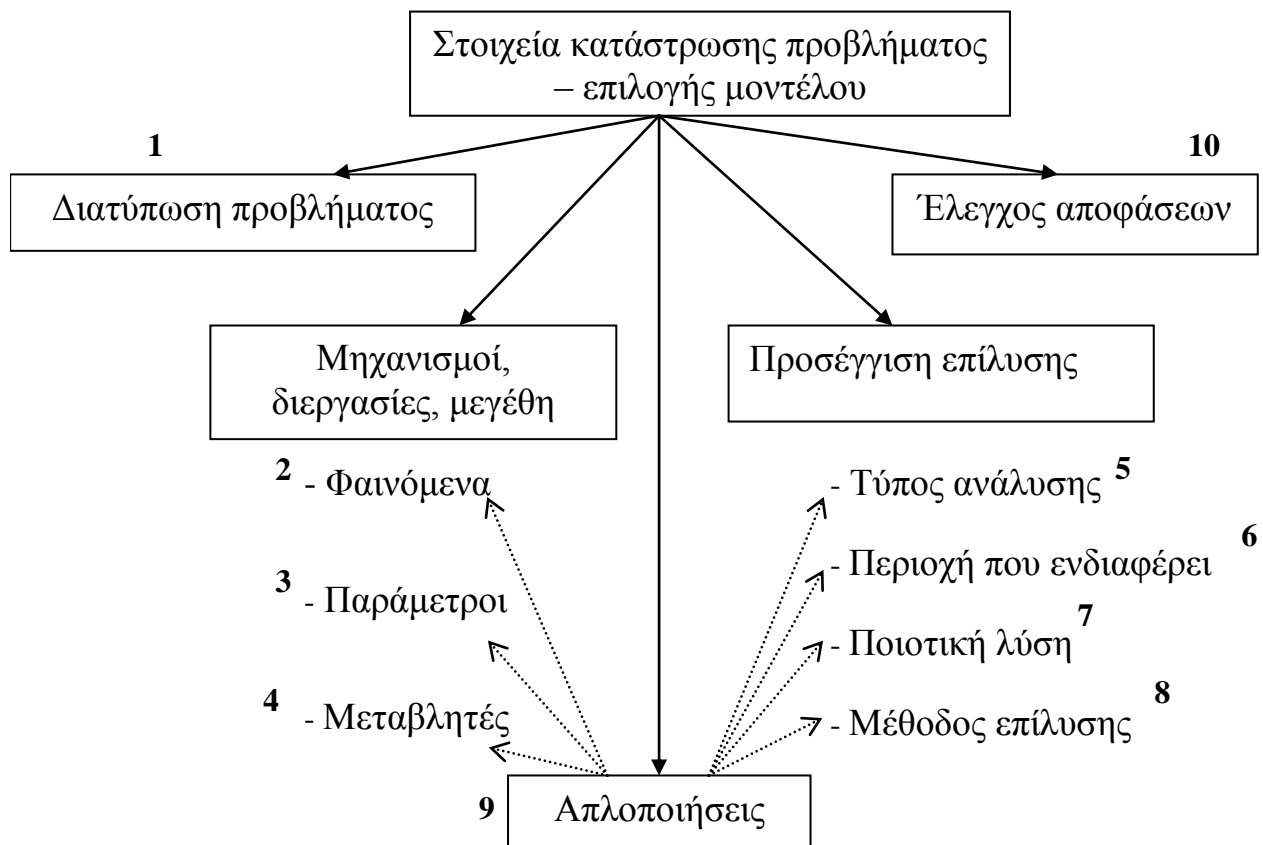 Στοιχεία κατάστρωσης προβλήματος
– επιλογής μοντέλου
1
10
Διατύπωση προβλήματος
Έλεγχος αποφάσεων
Μηχανισμοί,
διεργασίες, μεγέθη
Προσέγγιση επίλυσης
2 - Φαινόμενα
3 - Παράμετροι
4 - Μεταβλητές
- Τύπος ανάλυσης 5
- Περιοχή που ενδιαφέρει 6
- Ποιοτική λύση 7
- Μέθοδος επίλυσης 8
9 Απλοποιήσεις